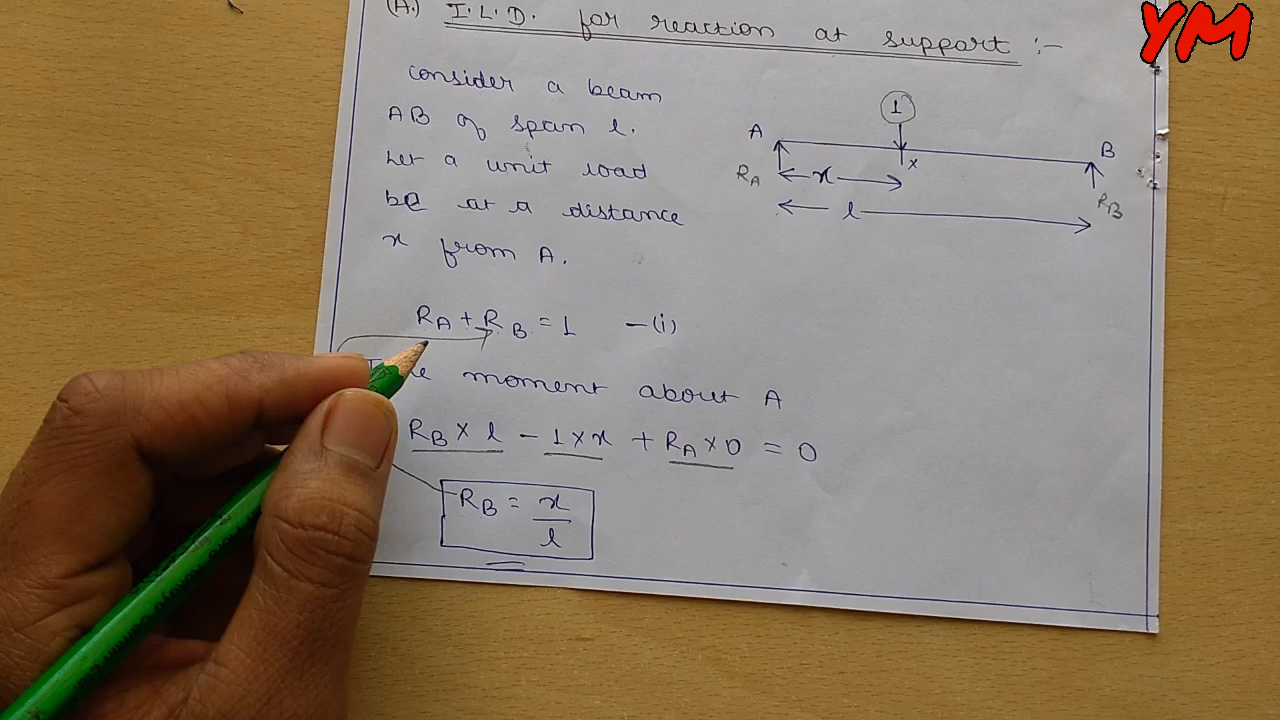 (A.) I.L.D. for reaction at support :-
consider a beam
AB of span l.
Let a unit load
be at a distance
x from A.
RA + RB = 1 —(i)
moment about A
RB × l - 1 × x + RA × 0 = 0
RB = x/l
1
A
B
x
RA
x
RB
l
YM